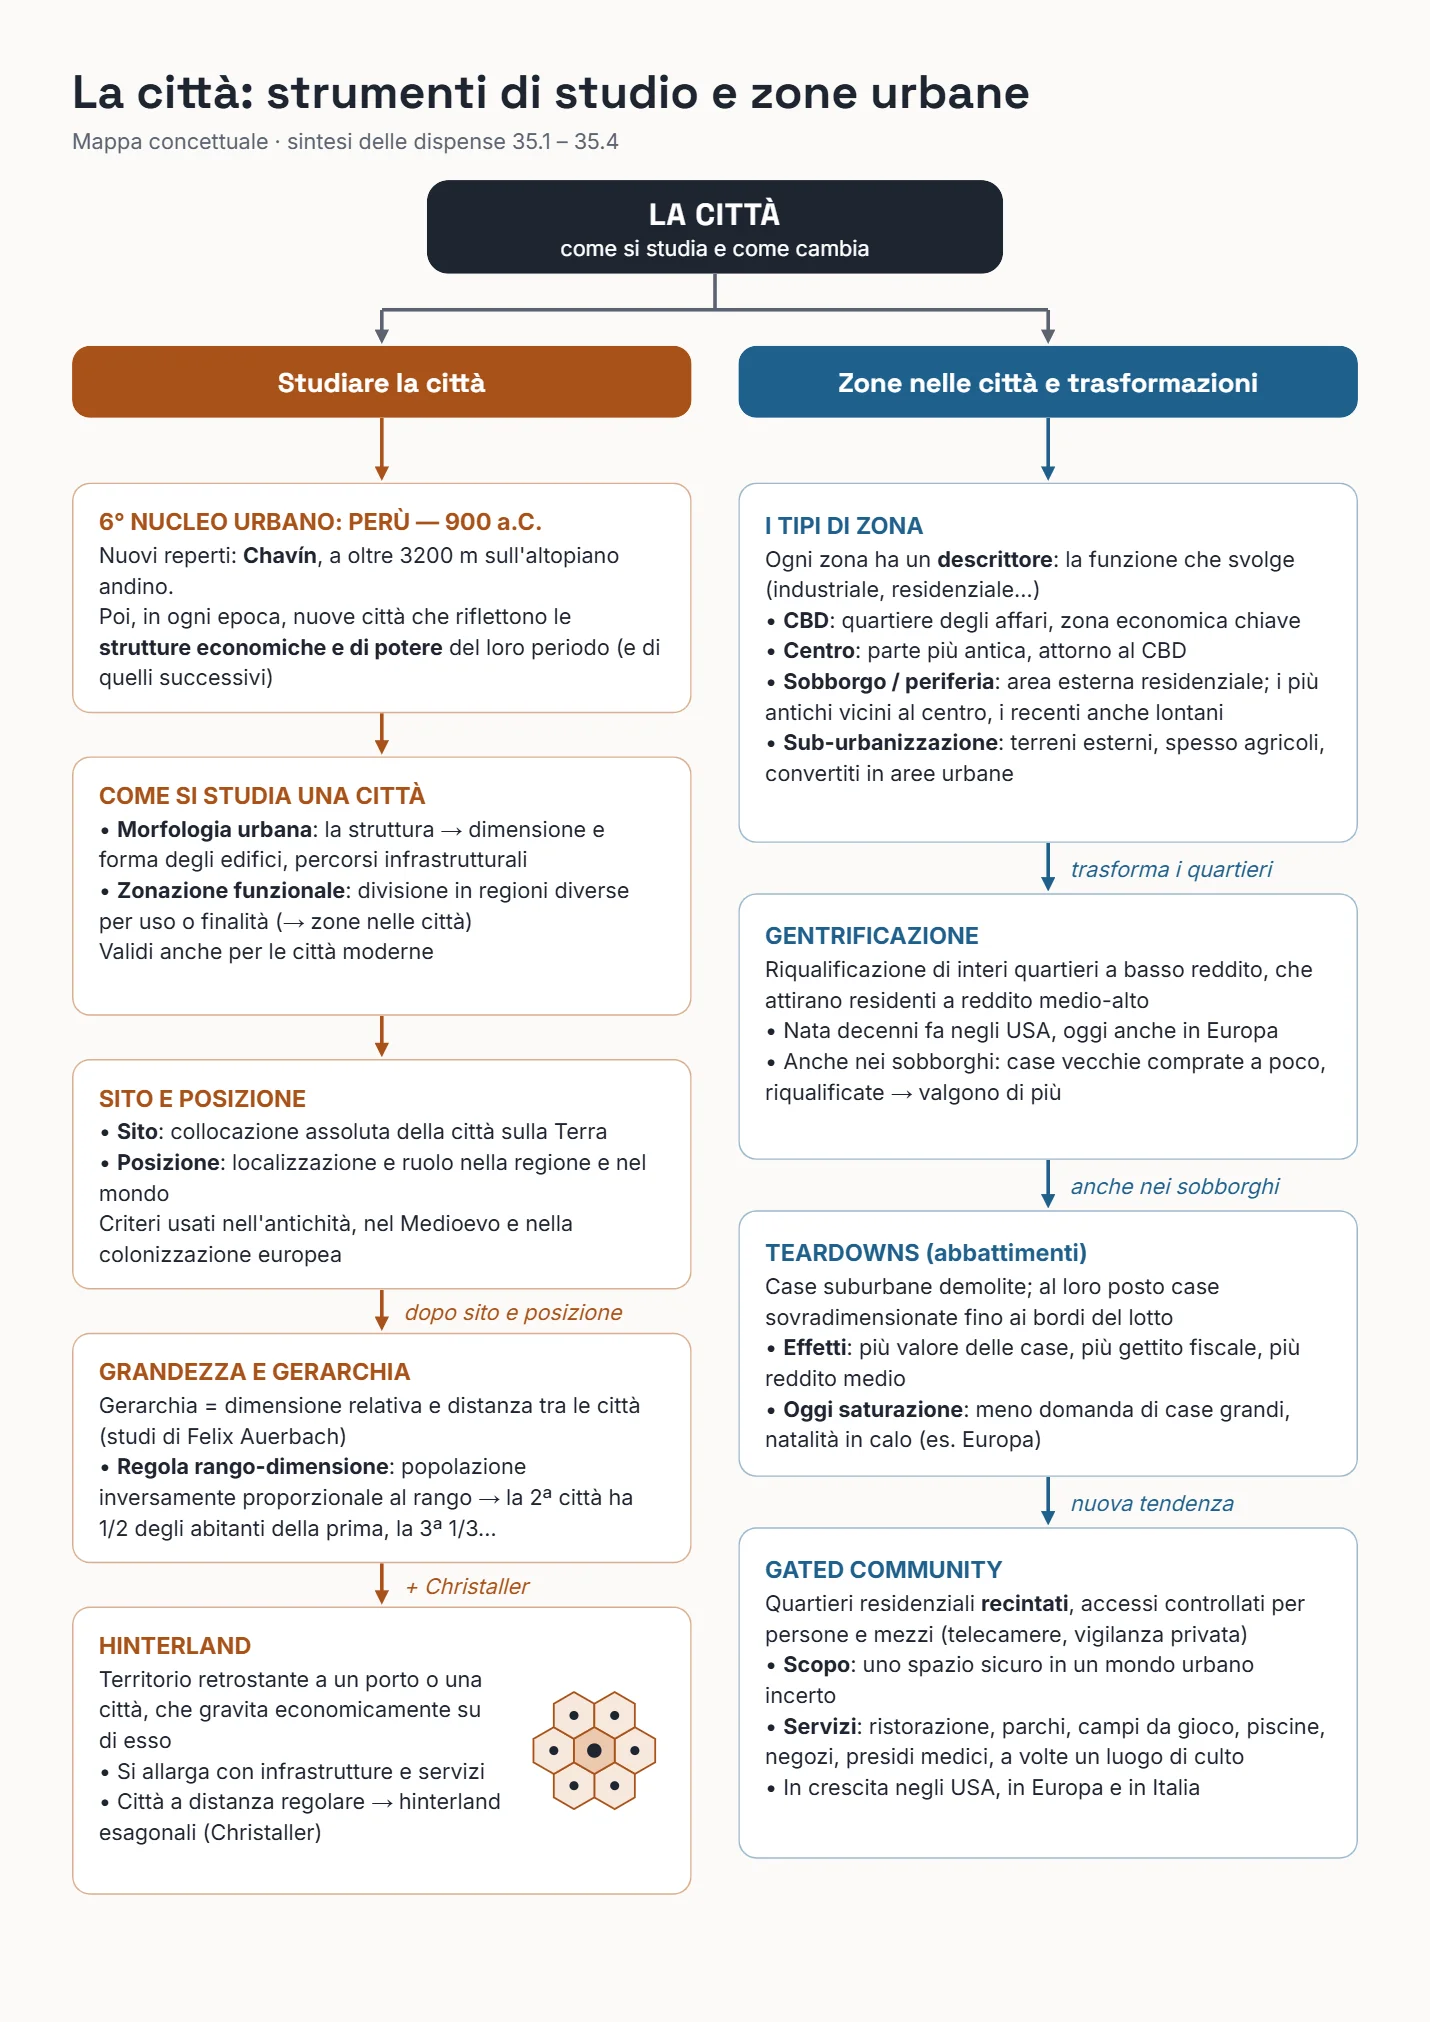 La città: strumenti di studio e zone urbane
Mappa concettuale · sintesi delle dispense 35.1 – 35.4
LA CITTÀ
come si studia e come cambia
Studiare la città
6° NUCLEO URBANO: PERÙ — 900 a.C.
Nuovi reperti: Chavín, a oltre 3200 m sull'altopiano
andino.
Poi, in ogni epoca, nuove città che riflettono le
strutture economiche e di potere del loro periodo (e di
quelli successivi)
COME SI STUDIA UNA CITTÀ
• Morfologia urbana: la struttura → dimensione e
forma degli edifici, percorsi infrastrutturali
• Zonazione funzionale: divisione in regioni diverse
per uso o finalità (→ zone nelle città)
Validi anche per le città moderne
SITO E POSIZIONE
• Sito: collocazione assoluta della città sulla Terra
• Posizione: localizzazione e ruolo nella regione e nel
mondo
Criteri usati nell'antichità, nel Medioevo e nella
colonizzazione europea
dopo sito e posizione
GRANDEZZA E GERARCHIA
Gerarchia = dimensione relativa e distanza tra le città
(studi di Felix Auerbach)
• Regola rango-dimensione: popolazione
inversamente proporzionale al rango → la 2ª città ha
1/2 degli abitanti della prima, la 3ª 1/3...
+ Christaller
HINTERLAND
Territorio retrostante a un porto o una
città, che gravita economicamente su
di esso
• Si allarga con infrastrutture e servizi
• Città a distanza regolare → hinterland
esagonali (Christaller)
Zone nelle città e trasformazioni
I TIPI DI ZONA
Ogni zona ha un descrittore: la funzione che svolge
(industriale, residenziale...)
• CBD: quartiere degli affari, zona economica chiave
• Centro: parte più antica, attorno al CBD
• Sobborgo / periferia: area esterna residenziale; i più
antichi vicini al centro, i recenti anche lontani
• Sub-urbanizzazione: terreni esterni, spesso agricoli,
convertiti in aree urbane
trasforma i quartieri
GENTRIFICAZIONE
Riqualificazione di interi quartieri a basso reddito, che
attirano residenti a reddito medio-alto
• Nata decenni fa negli USA, oggi anche in Europa
• Anche nei sobborghi: case vecchie comprate a poco,
riqualificate → valgono di più
anche nei sobborghi
TEARDOWNS (abbattimenti)
Case suburbane demolite; al loro posto case
sovradimensionate fino ai bordi del lotto
• Effetti: più valore delle case, più gettito fiscale, più
reddito medio
• Oggi saturazione: meno domanda di case grandi,
natalità in calo (es. Europa)
nuova tendenza
GATED COMMUNITY
Quartieri residenziali recintati, accessi controllati per
persone e mezzi (telecamere, vigilanza privata)
• Scopo: uno spazio sicuro in un mondo urbano
incerto
• Servizi: ristorazione, parchi, campi da gioco, piscine,
negozi, presidi medici, a volte un luogo di culto
• In crescita negli USA, in Europa e in Italia